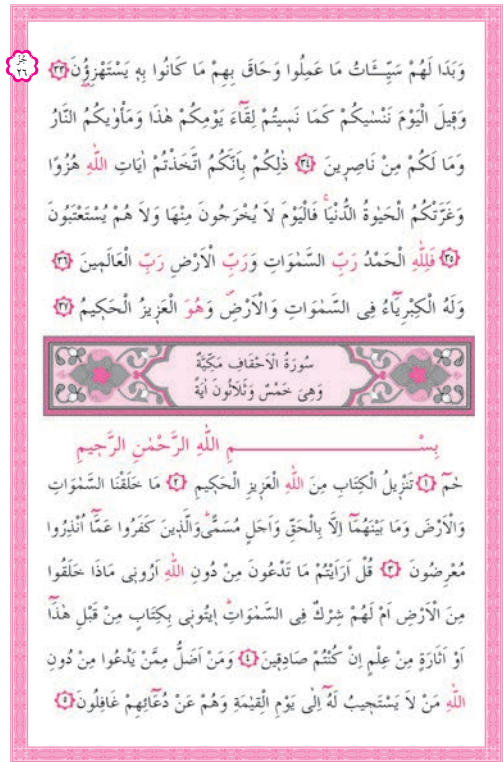 جُزْء
٢٦
وَبَدَا لَهُمْ سَيِّـَٔاتُ مَا عَمِلُوا وَحَاقَ بِهِمْ مَا كَانُوا بِهِ يَسْتَهْزِؤُ۫نَ ﴿٣٣﴾
وَقِيلَ الْيَوْمَ نَنْسٰيكُمْ كَمَا نَسِيتُمْ لِقَٓاءَ يَوْمِكُمْ هٰذَا وَمَأْوٰيكُمُ النَّارُ
وَمَا لَكُمْ مِنْ نَاصِرِينَ ﴿٣٤﴾ ذٰلِكُمْ بِاَنَّكُمُ اتَّخَذْتُمْ اٰيَاتِ اللّٰهِ هُزُوًا
وَغَرَّتْكُمُ الْحَيٰوةُ الدُّنْيَاۚ فَالْيَوْمَ لَا يُخْرَجُونَ مِنْهَا وَلَا هُمْ يُسْتَعْتَبُونَ
﴿٣٥﴾ فَلِلّٰهِ الْحَمْدُ رَبِّ السَّمٰوَاتِ وَرَبِّ الْاَرْضِ رَبِّ الْعَالَمِينَ ﴿٣٦﴾
وَلَهُ الْكِبْرِيَٓاءُ فِى السَّمٰوَاتِ وَالْاَرْضِۖ وَهُوَ الْعَزِيزُ الْحَكِيمُ ﴿٣٧﴾
سُورَةُ الْاَحْقَافِ مَكِّيَّةٌ
وَهِىَ خَمْسٌ وَثَلَاثُونَ اٰيَةً
بِسْــــــــمِ اللّٰهِ الرَّحْمٰنِ الرَّحِيمِ
حٰمٓ ﴿١﴾ تَنْزِيلُ الْكِتَابِ مِنَ اللّٰهِ الْعَزِيزِ الْحَكِيمِ ﴿٢﴾ مَا خَلَقْنَا السَّمٰوَاتِ
وَالْاَرْضَ وَمَا بَيْنَهُمَٓا اِلَّا بِالْحَقِّ وَاَجَلٍ مُسَمًّىۜ وَالَّذِينَ كَفَرُوا عَمَّٓا اُنْذِرُوا
مُعْرِضُونَ ﴿٣﴾ قُلْ اَرَاَيْتُمْ مَا تَدْعُونَ مِنْ دُونِ اللّٰهِ اَرُونِى مَاذَا خَلَقُوا
مِنَ الْاَرْضِ اَمْ لَهُمْ شِرْكٌ فِى السَّمٰوَاتِۜ اِيتُونِى بِكِتَابٍ مِنْ قَبْلِ هٰذَٓا
اَوْ اَثَارَةٍ مِنْ عِلْمٍ اِنْ كُنْتُمْ صَادِقِينَ ﴿٤﴾ وَمَنْ اَضَلُّ مِمَّنْ يَدْعُوا مِنْ دُونِ
اللّٰهِ مَنْ لَا يَسْتَجِيبُ لَهُٓ اِلٰى يَوْمِ الْقِيٰمَةِ وَهُمْ عَنْ دُعَٓائِهِمْ غَافِلُونَ ﴿٥﴾